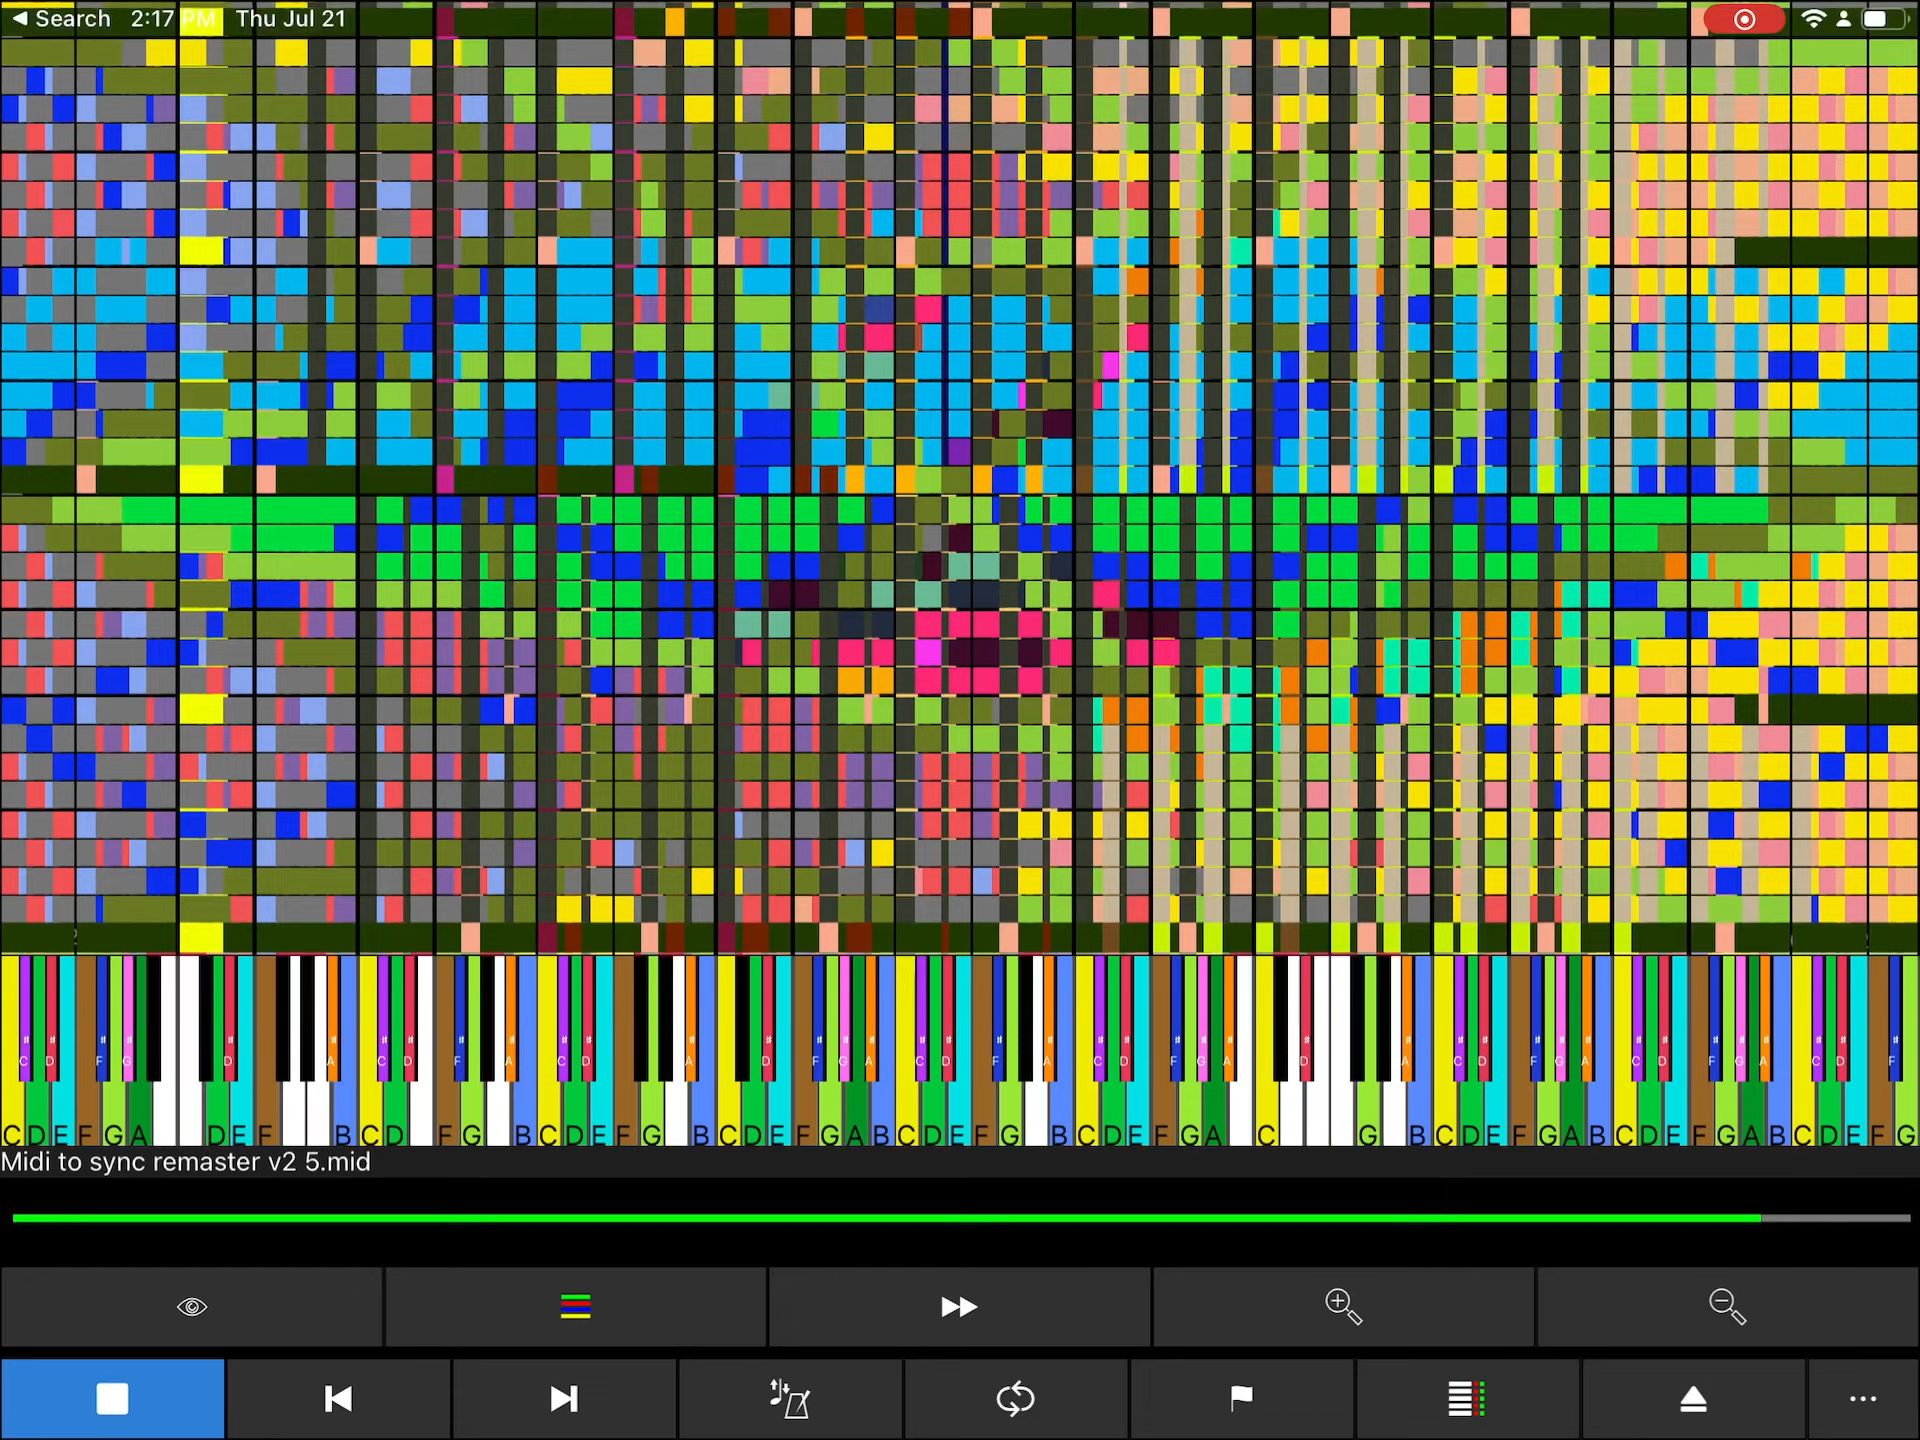 ◀ Search 2:17 PM Thu Jul 21
# # # # # # # # # # # # # # # # # # # # # # # # # # # # # # # # #
C D F G D A C D F A C D A D F G A C D F A C D F G A D A C D F G A C D F G A C D F
C D E F G A D E F B C D F G B C D E F G B C D E F G A B C D E F G B C D E F G A C G B C D E F G A B C D E F G A B C D E F G
Midi to sync remaster v2 5.mid